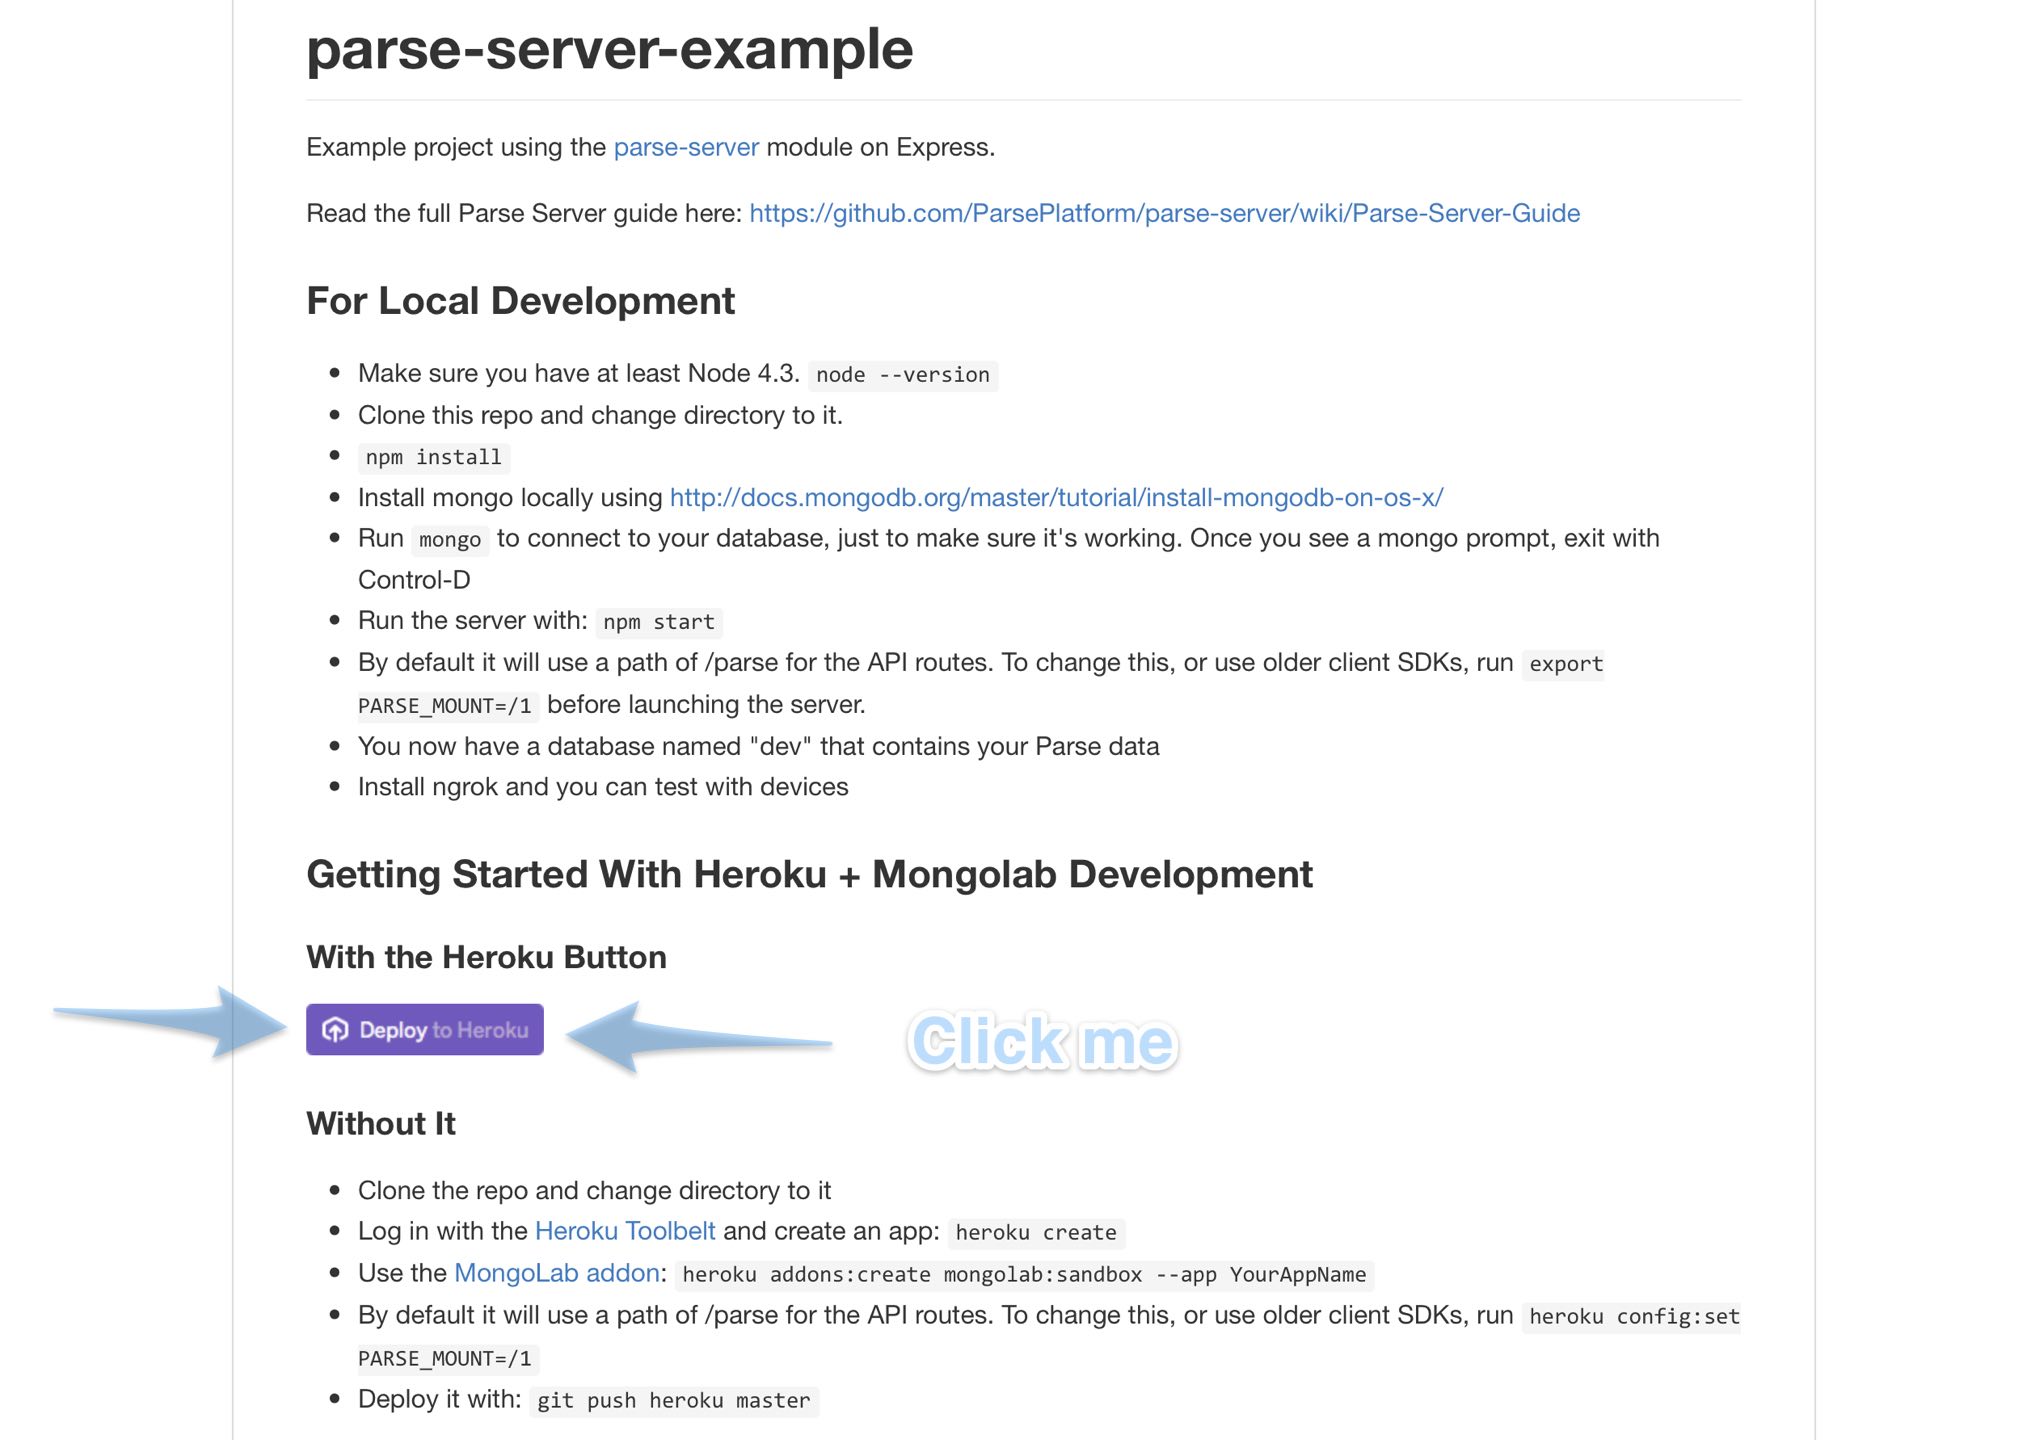 parse-server-example
Example project using the parse-server module on Express.
Read the full Parse Server guide here: https://github.com/ParsePlatform/parse-server/wiki/Parse-Server-Guide
For Local Development
Make sure you have at least Node 4.3. node --version
Clone this repo and change directory to it.
npm install
Install mongo locally using http://docs.mongodb.org/master/tutorial/install-mongodb-on-os-x/
Run mongo to connect to your database, just to make sure it's working. Once you see a mongo prompt, exit with
Control-D
Run the server with: npm start
By default it will use a path of /parse for the API routes. To change this, or use older client SDKs, run export
PARSE_MOUNT=/1 before launching the server.
You now have a database named "dev" that contains your Parse data
Install ngrok and you can test with devices
Getting Started With Heroku + Mongolab Development
With the Heroku Button
Deploy to Heroku
Click me
Without It
Clone the repo and change directory to it
Log in with the Heroku Toolbelt and create an app: heroku create
Use the MongoLab addon: heroku addons:create mongolab:sandbox --app YourAppName
By default it will use a path of /parse for the API routes. To change this, or use older client SDKs, run heroku config:set
PARSE_MOUNT=/1
Deploy it with: git push heroku master